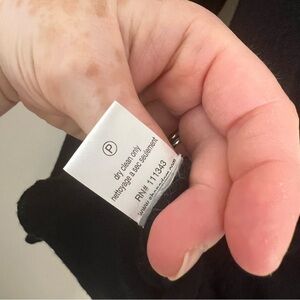 P
dry clean only
nettoyage a sec seulement
RN# 111343